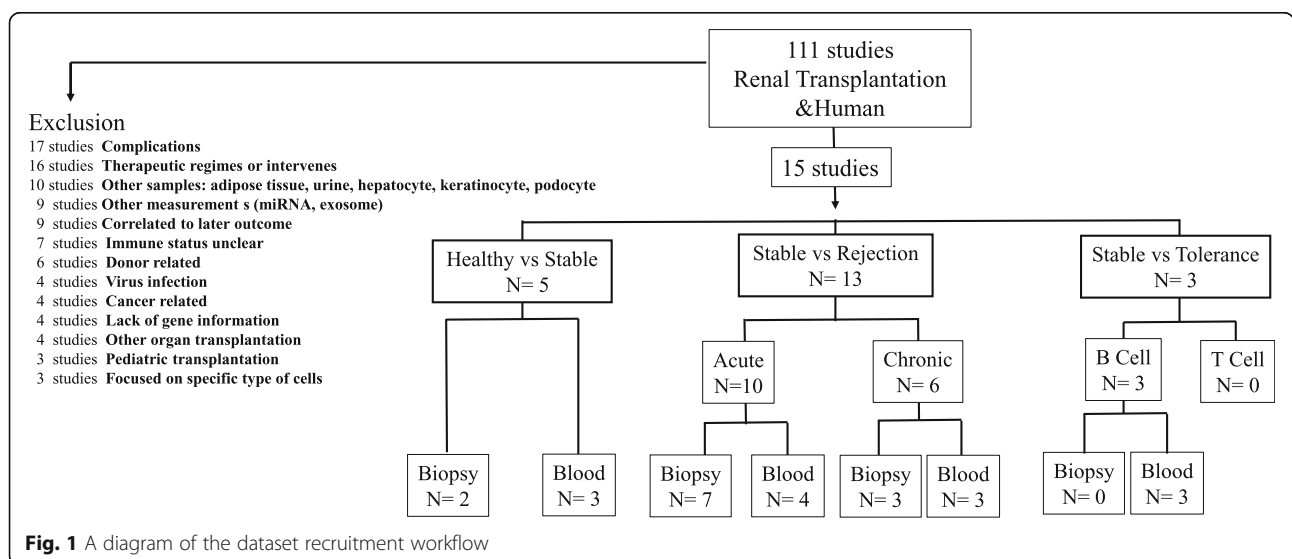 111 studies
Renal Transplantation
&Human
15 studies
Exclusion
17 studies Complications
16 studies Therapeutic regimes or intervenes
10 studies Other samples: adipose tissue, urine, hepatocyte, keratinocyte, podocyte
9 studies Other measurement s (miRNA, exosome)
9 studies Correlated to later outcome
7 studies Immune status unclear
6 studies Donor related
4 studies Virus infection
4 studies Cancer related
4 studies Lack of gene information
4 studies Other organ transplantation
3 studies Pediatric transplantation
3 studies Focused on specific type of cells
Healthy vs Stable
N= 5
Stable vs Rejection
N= 13
Stable vs Tolerance
N= 3
Acute
N=10
Chronic
N= 6
B Cell
N= 3
T Cell
N= 0
Biopsy
N= 2
Blood
N= 3
Biopsy
N= 7
Blood
N= 4
Biopsy
N= 3
Blood
N= 3
Biopsy
N= 0
Blood
N= 3
Fig. 1 A diagram of the dataset recruitment workflow